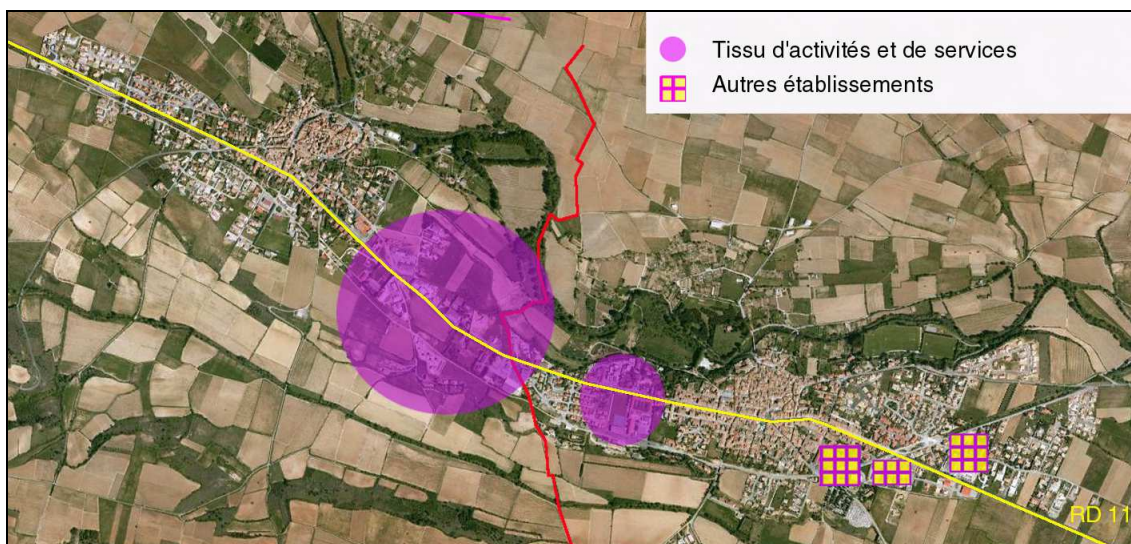 Tissu d'activités et de services
Autres établissements
RD 11